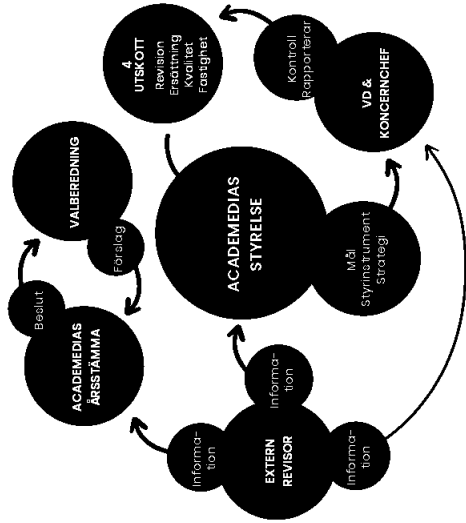 VALBEREDNING
Förslag
Beslut
ACADEMEDIAS
ÅRSSTÄMMA
4
UTSKOTT
Revision
Ersättning
Kvalitet
Fastighet
ACADEMEDIAS
STYRELSE
Kontroll
Rapporterar
VD &
KONCERNCHEF
Mål
Styrinstrument
Strategi
Informa-
tion
Informa-
tion
EXTERN
REVISOR
Informa-
tion